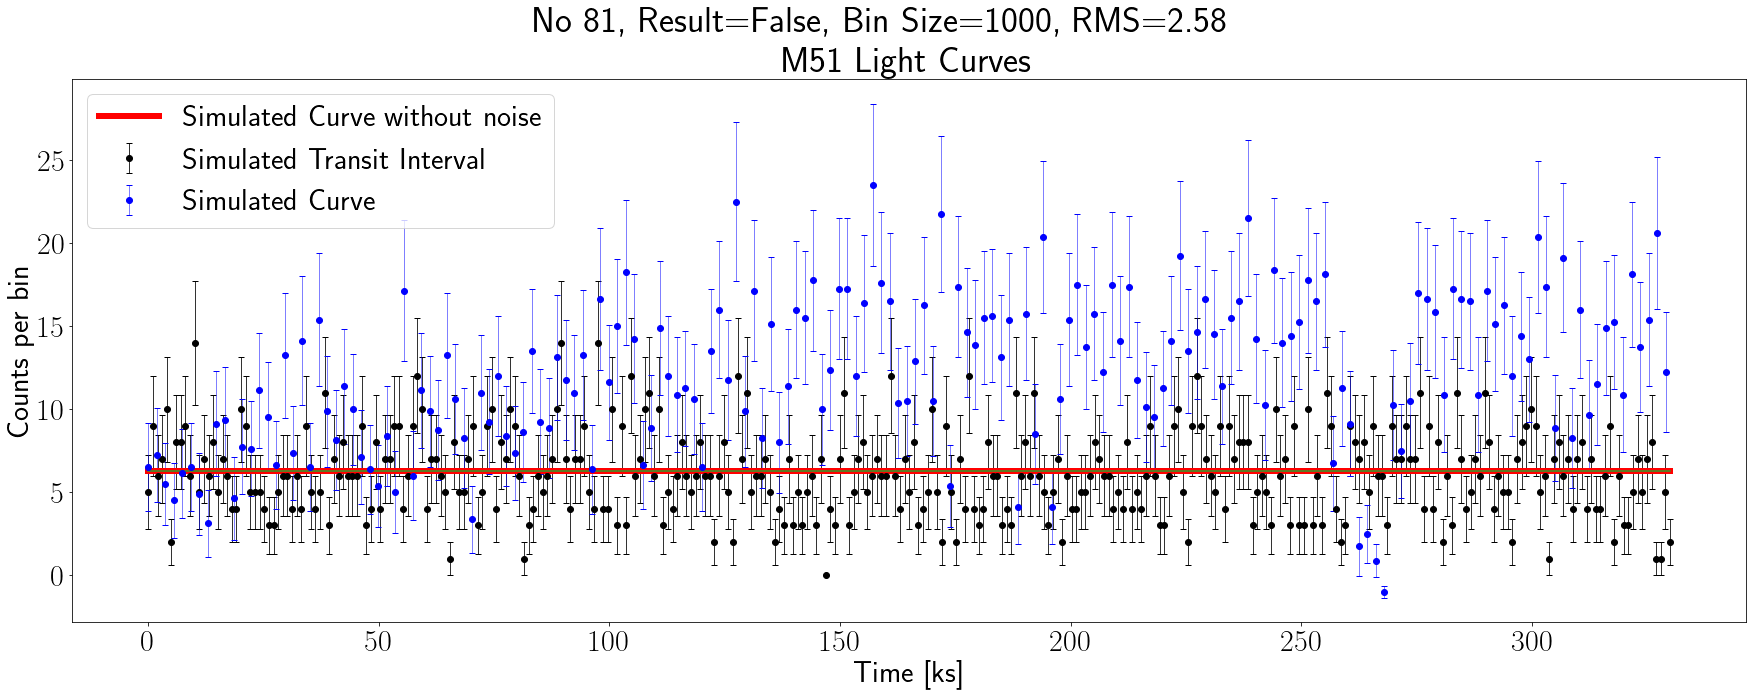 No 81, Result=False, Bin Size=1000, RMS=2.58
M51 Light Curves
Simulated Curve without noise
Simulated Transit Interval
Simulated Curve
Counts per bin
25
20
15
10
5
0
0 50 100 150 200 250 300
Time [ks]